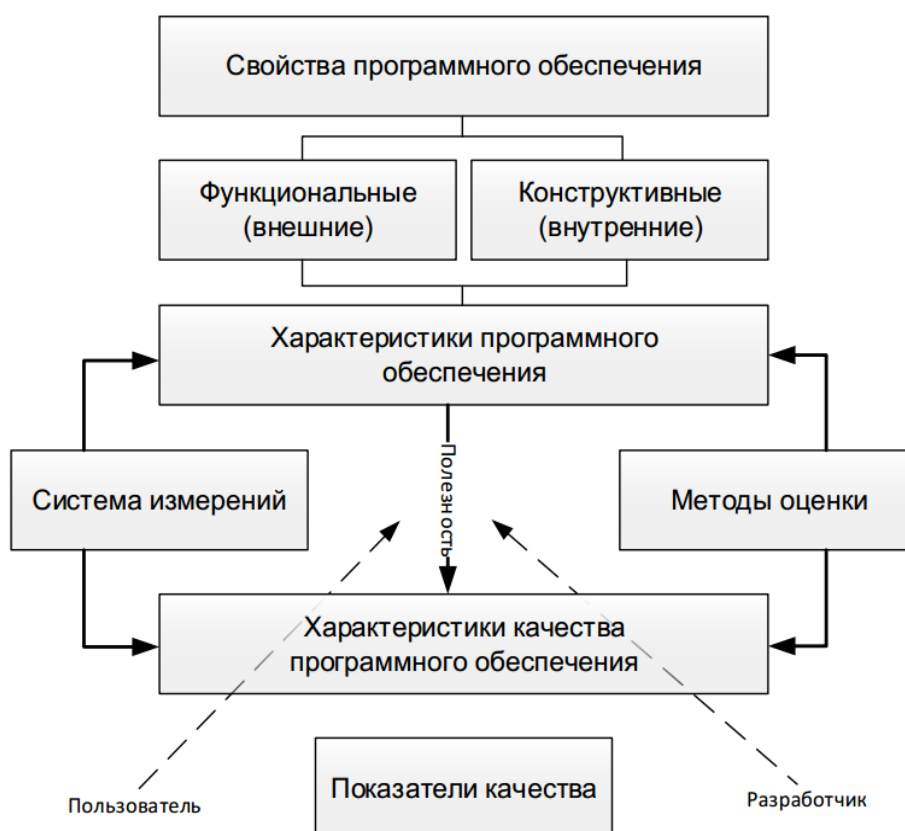 Свойства программного обеспечения
Функциональные
(внешние)
Конструктивные
(внутренние)
Характеристики программного
обеспечения
Система измерений
Полезность
Методы оценки
Характеристики качества
программного обеспечения
Показатели качества
Пользователь
Разработчик